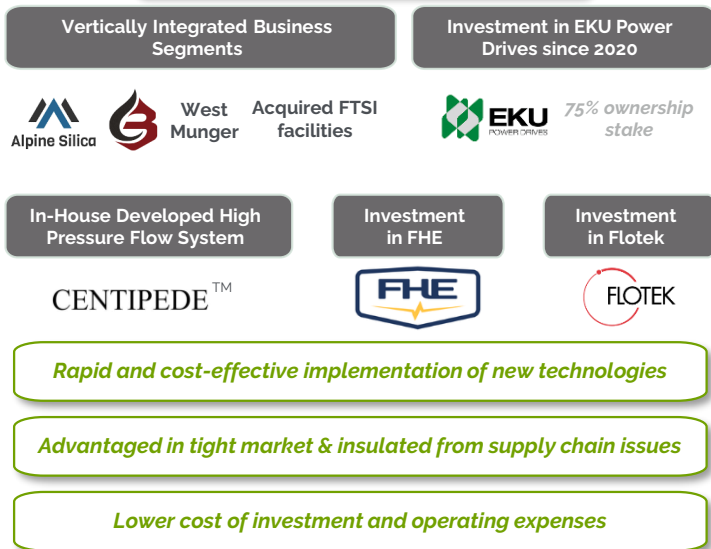 Vertically Integrated Business
Segments
Investment in EKU Power
Drives since 2020
Alpine Silica
West
Munger
Acquired FTSI
facilities
EKU
POWER DRIVES
75% ownership
stake
In-House Developed High
Pressure Flow System
Investment
in FHE
Investment
in Flotek
CENTIPEDE™
FHE
FLOTEK
Rapid and cost-effective implementation of new technologies
Advantaged in tight market & insulated from supply chain issues
Lower cost of investment and operating expenses